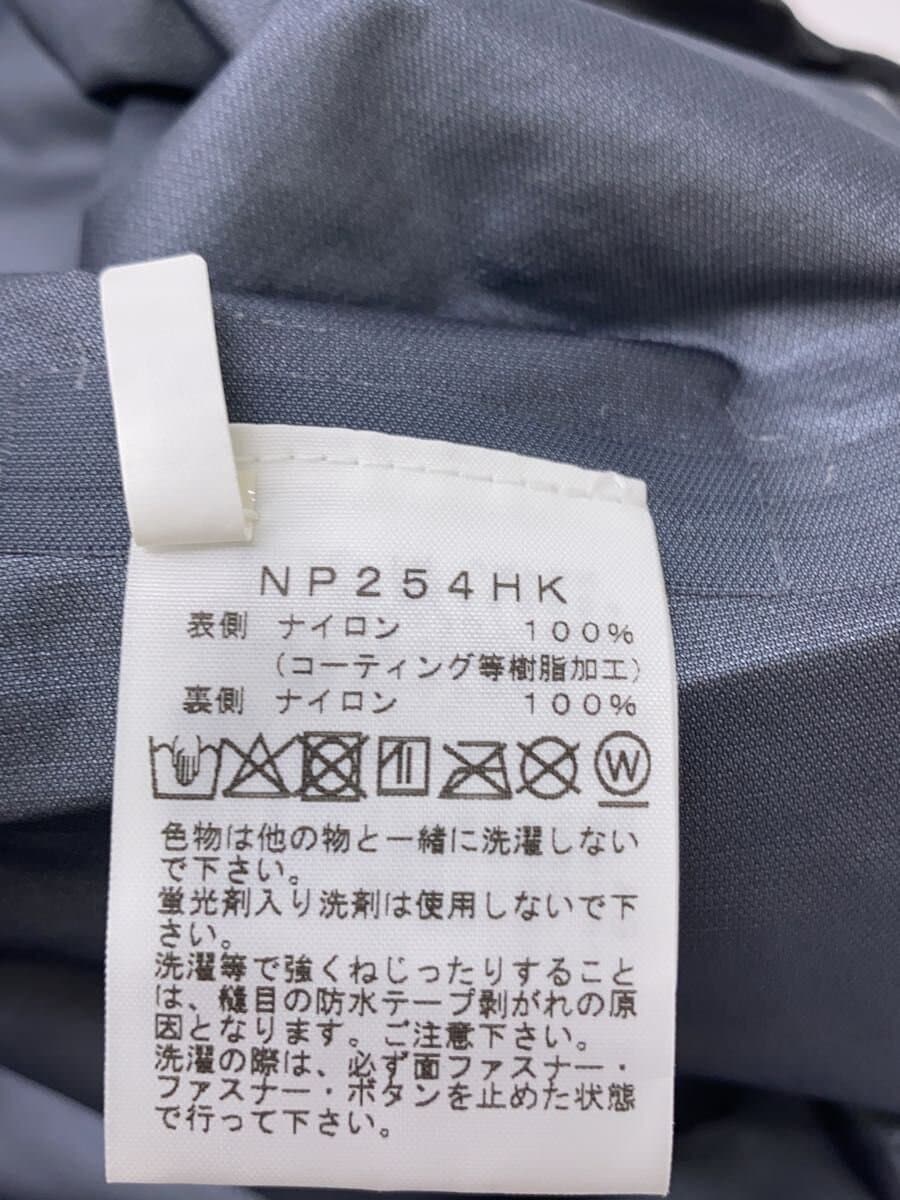 NP254HK
表側 ナイロン 100%
(コーティング等樹脂加工)
裏側 ナイロン 100%
W
色物は他の物と一緒に洗濯しない
で下さい。
蛍光剤入り洗剤は使用しないで下
さい。
洗濯等で強くねじったりすること
は、縫目の防水テープ剥がれの原
因となります。ご注意下さい。
洗濯の際は、必ず面ファスナー・
ファスナー・ボタンを止めた状態
で行って下さい。